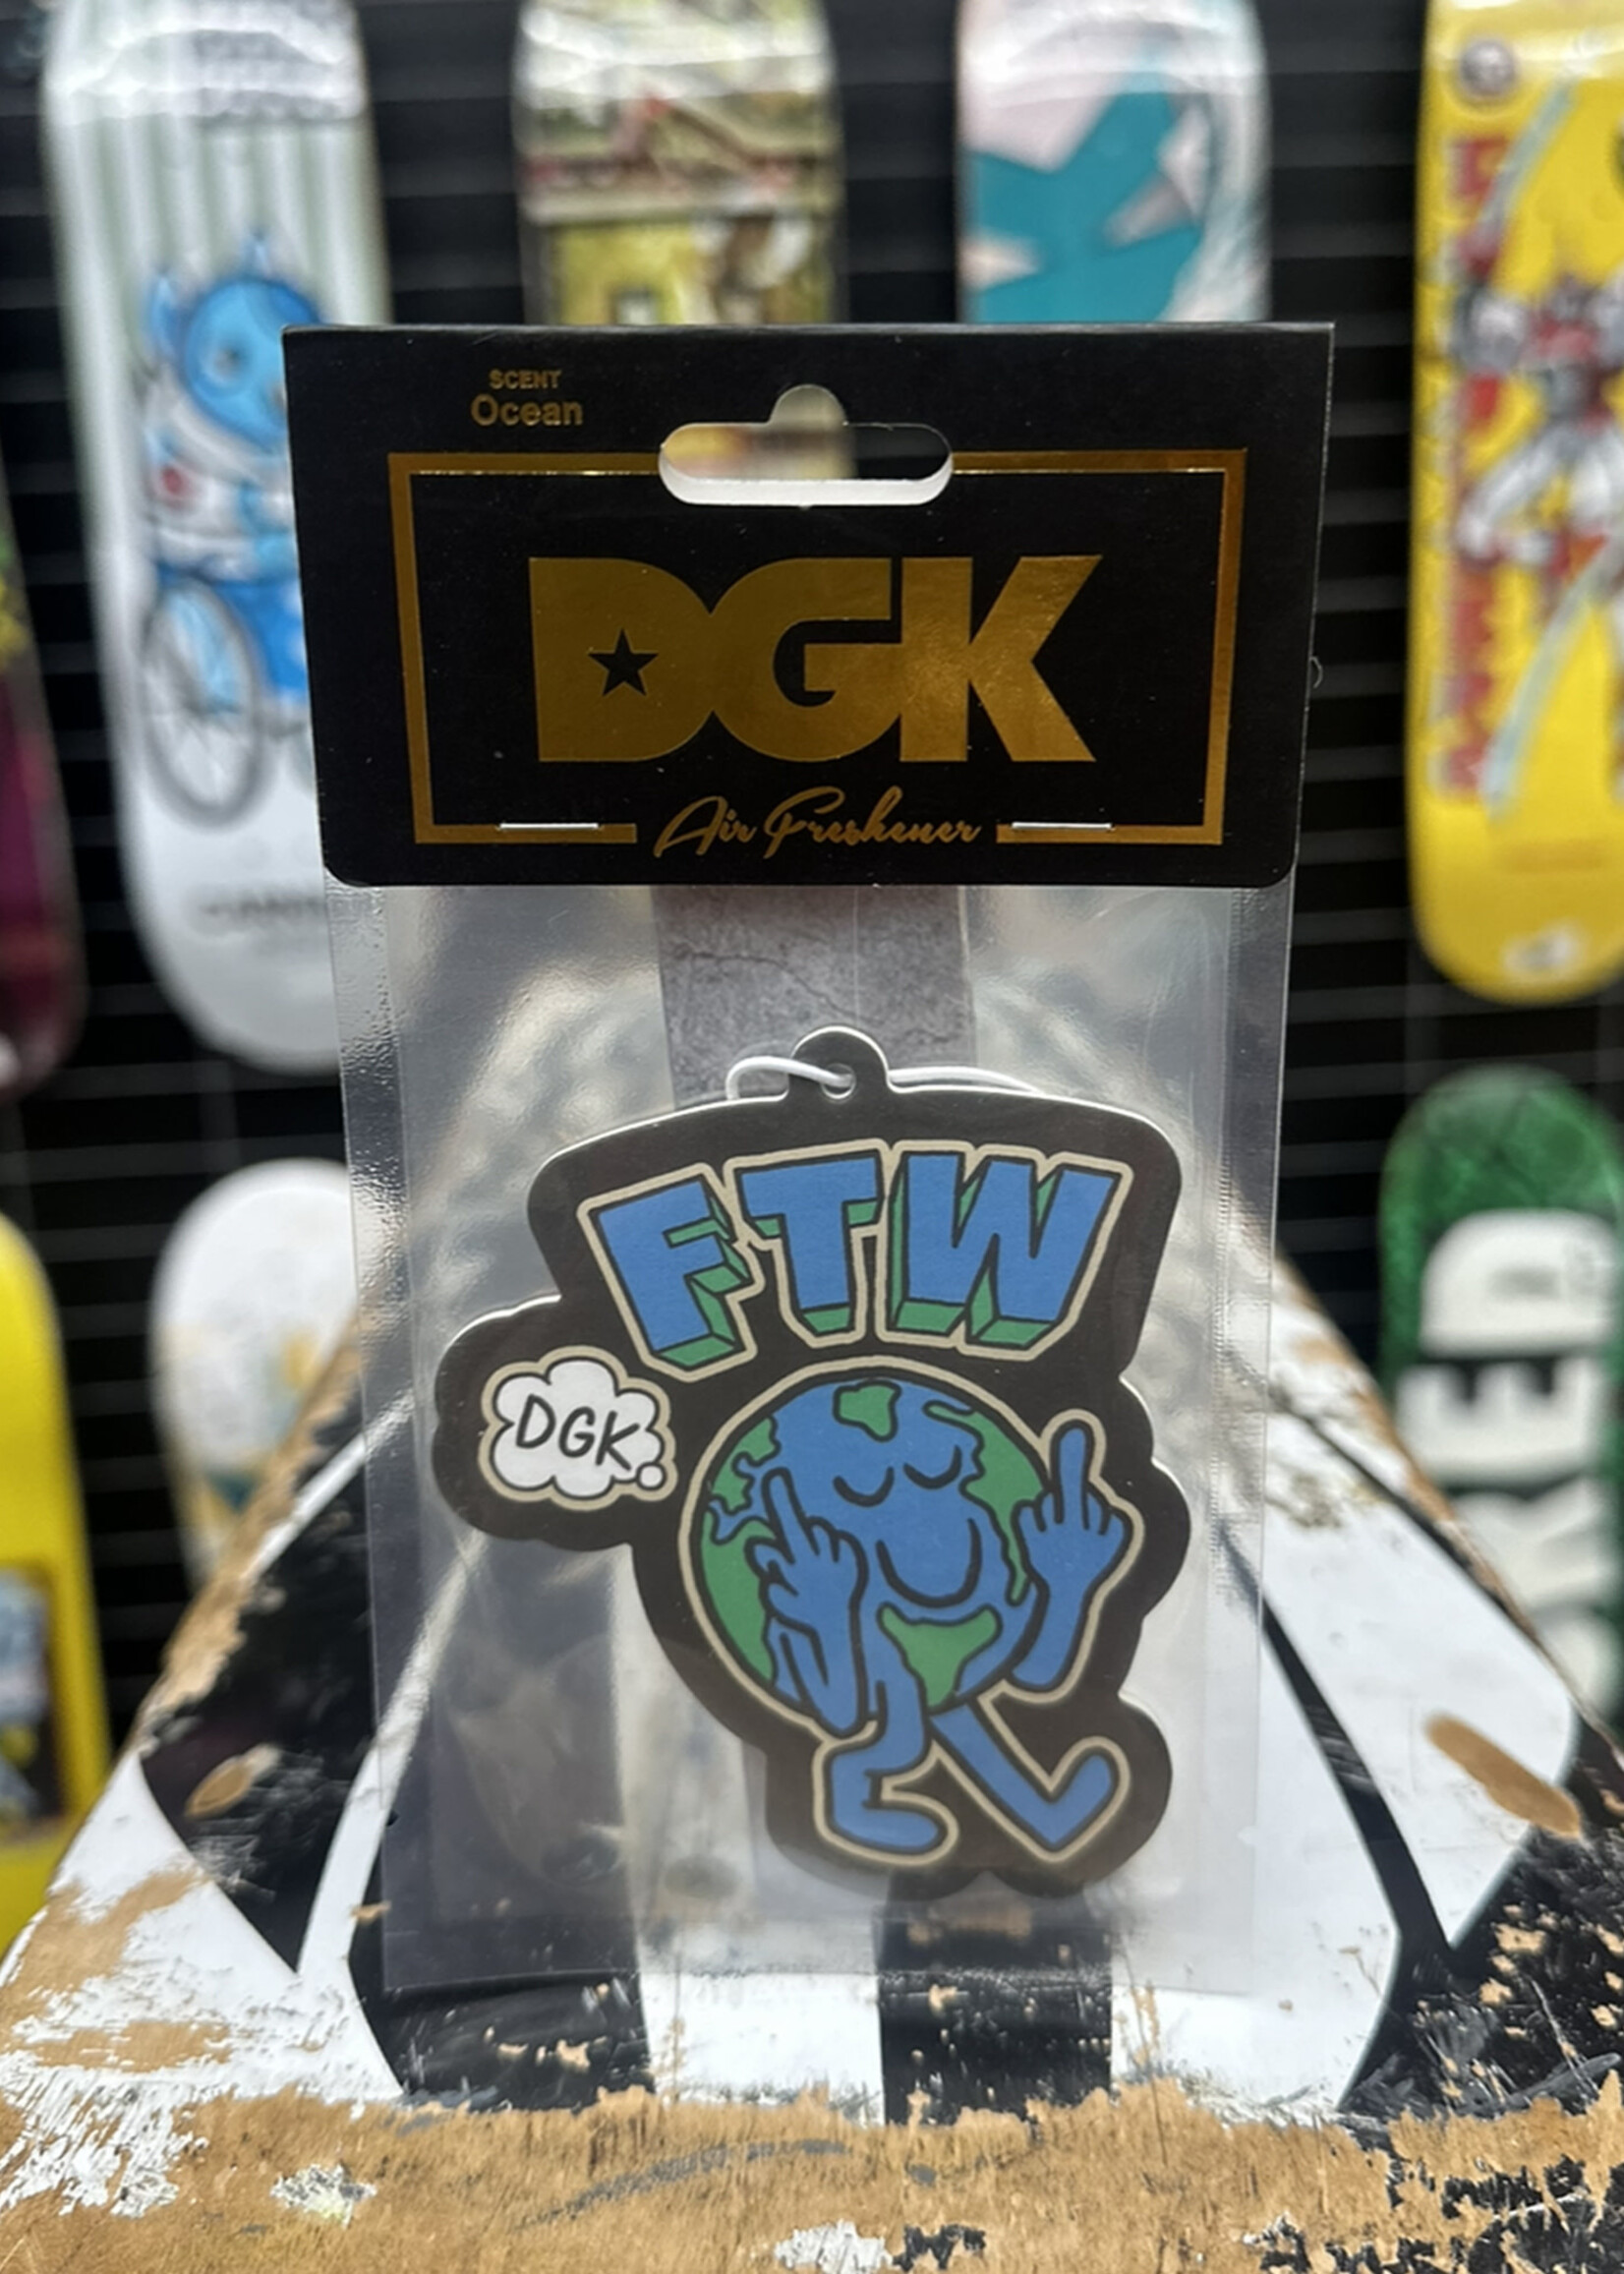 SCENT
Ocean
DGK
Air Freshener
FTW
DGK